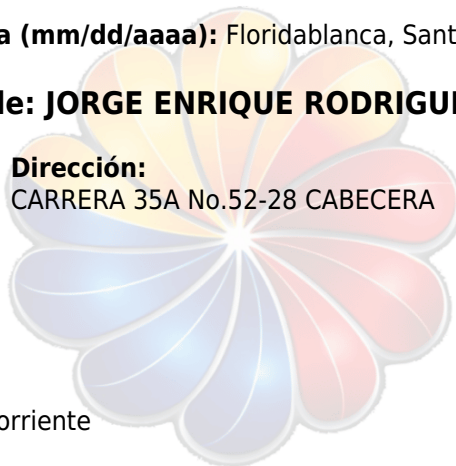 a (mm/dd/aaaa): Floridablanca, Sant
le: JORGE ENRIQUE RODRIGU
Dirección:
CARRERA 35A No.52-28 CABECERA
orriente